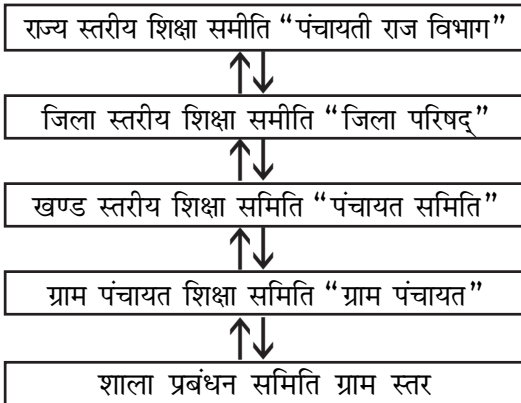 राज्य स्तरीय शिक्षा समीति “पंचायती राज विभाग”
जिला स्तरीय शिक्षा समीति “जिला परिषद्”
खण्ड स्तरीय शिक्षा समिति “पंचायत समिति”
ग्राम पंचायत शिक्षा समिति “ग्राम पंचायत”
शाला प्रबंधन समिति ग्राम स्तर